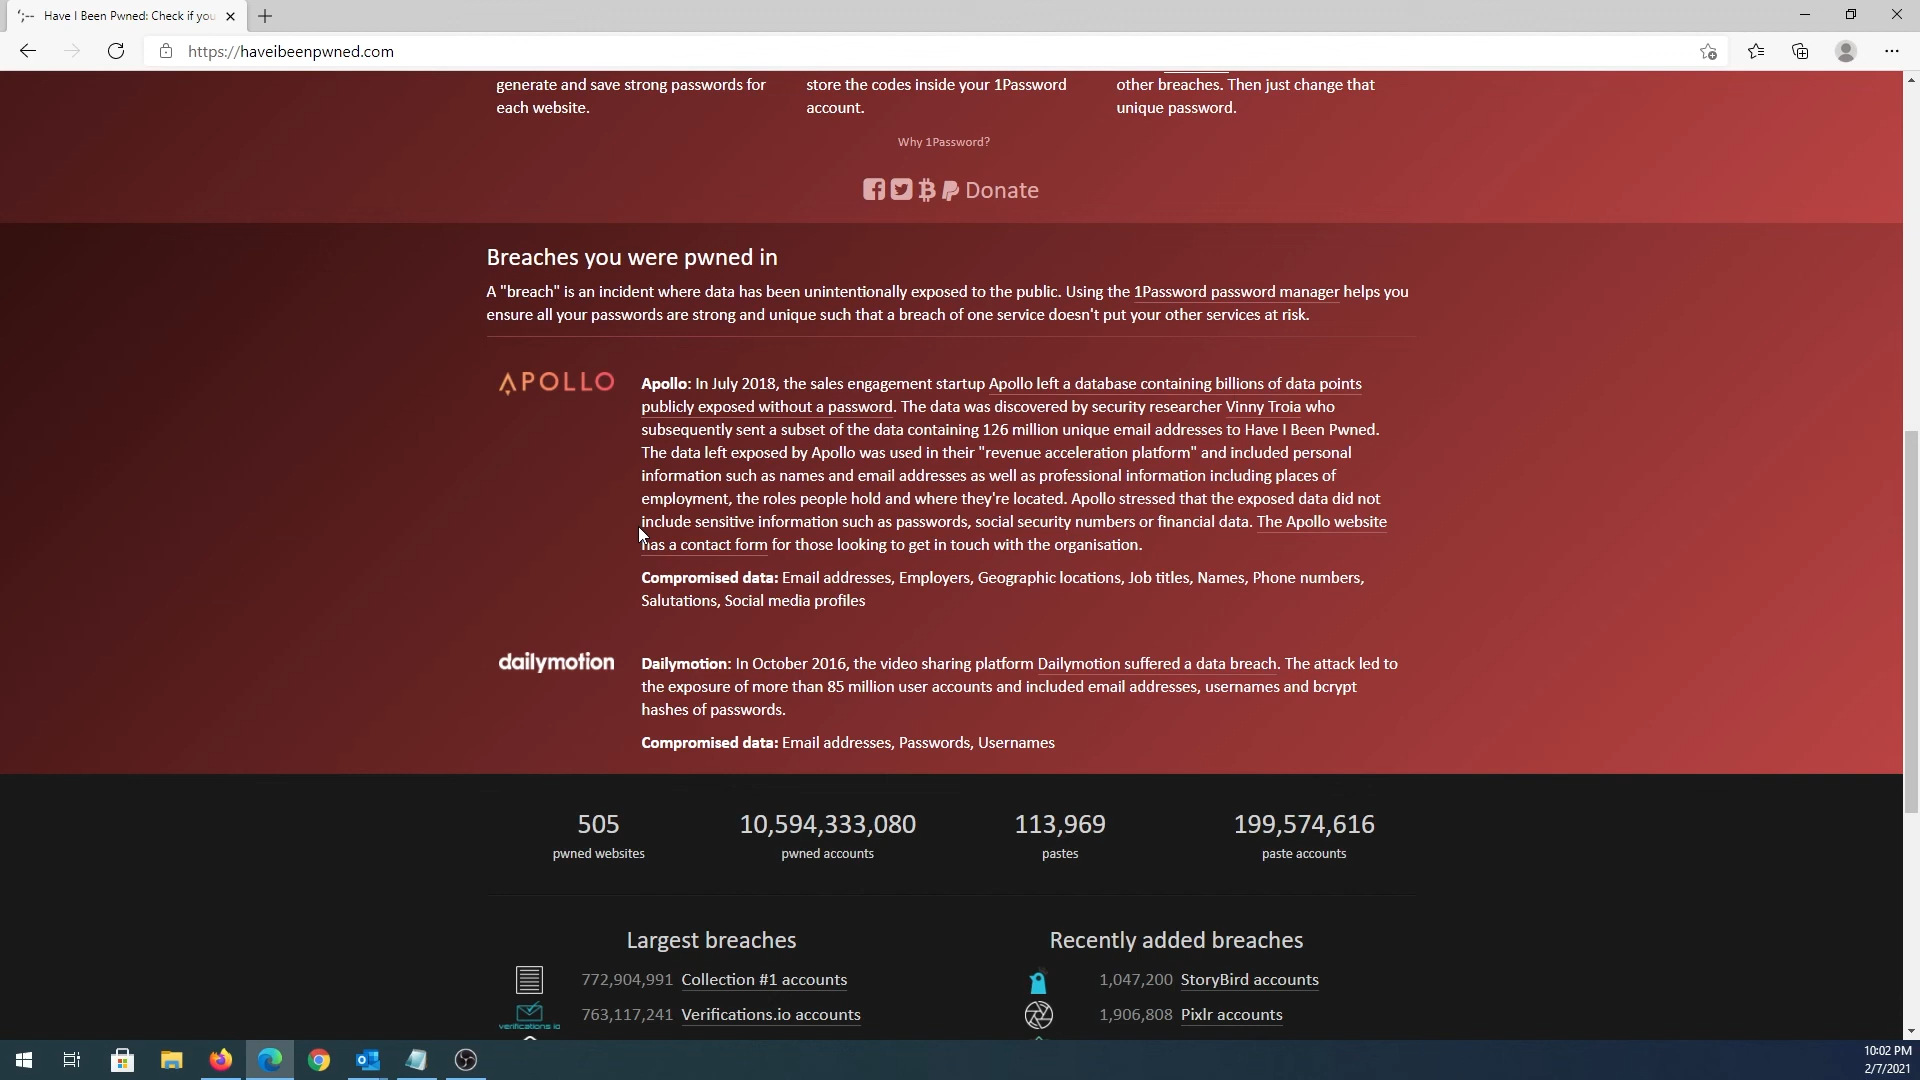 Have I Been Pwned: Check if you
https://haveibeenpwned.com
generate and save strong passwords for
each website.
store the codes inside your 1Password
account.
other breaches. Then just change that
unique password.
Why 1Password?
Donate
Breaches you were pwned in
A "breach" is an incident where data has been unintentionally exposed to the public. Using the 1Password password manager helps you
ensure all your passwords are strong and unique such that a breach of one service doesn't put your other services at risk.
APOLLO
Apollo: In July 2018, the sales engagement startup Apollo left a database containing billions of data points
publicly exposed without a password. The data was discovered by security researcher Vinny Troia who
subsequently sent a subset of the data containing 126 million unique email addresses to Have I Been Pwned.
The data left exposed by Apollo was used in their "revenue acceleration platform" and included personal
information such as names and email addresses as well as professional information including places of
employment, the roles people hold and where they're located. Apollo stressed that the exposed data did not
include sensitive information such as passwords, social security numbers or financial data. The Apollo website
has a contact form for those looking to get in touch with the organisation.
Compromised data: Email addresses, Employers, Geographic locations, Job titles, Names, Phone numbers,
Salutations, Social media profiles
dailymotion
Dailymotion: In October 2016, the video sharing platform Dailymotion suffered a data breach. The attack led to
the exposure of more than 85 million user accounts and included email addresses, usernames and bcrypt
hashes of passwords.
Compromised data: Email addresses, Passwords, Usernames
505
pwned websites
10,594,333,080
pwned accounts
113,969
pastes
199,574,616
paste accounts
Largest breaches
772,904,991 Collection #1 accounts
verifications.io
763,117,241 Verifications.io accounts
Recently added breaches
1,047,200 StoryBird accounts
1,906,808 Pixlr accounts
10:02 PM
2/7/2021